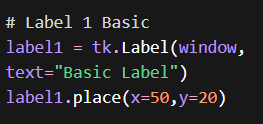 # Label 1 Basic
label1 = tk.Label(window,
text="Basic Label")
label1.place(x=50,y=20)